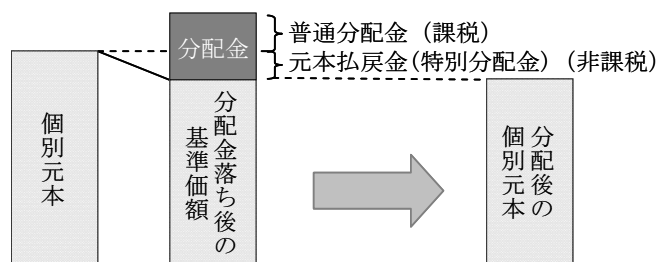 個別元本
分配金
分配金落ち後の
基準価額
普通分配金（課税）
元本払戻金(特別分配金)（非課税）
分配後の
個別元本